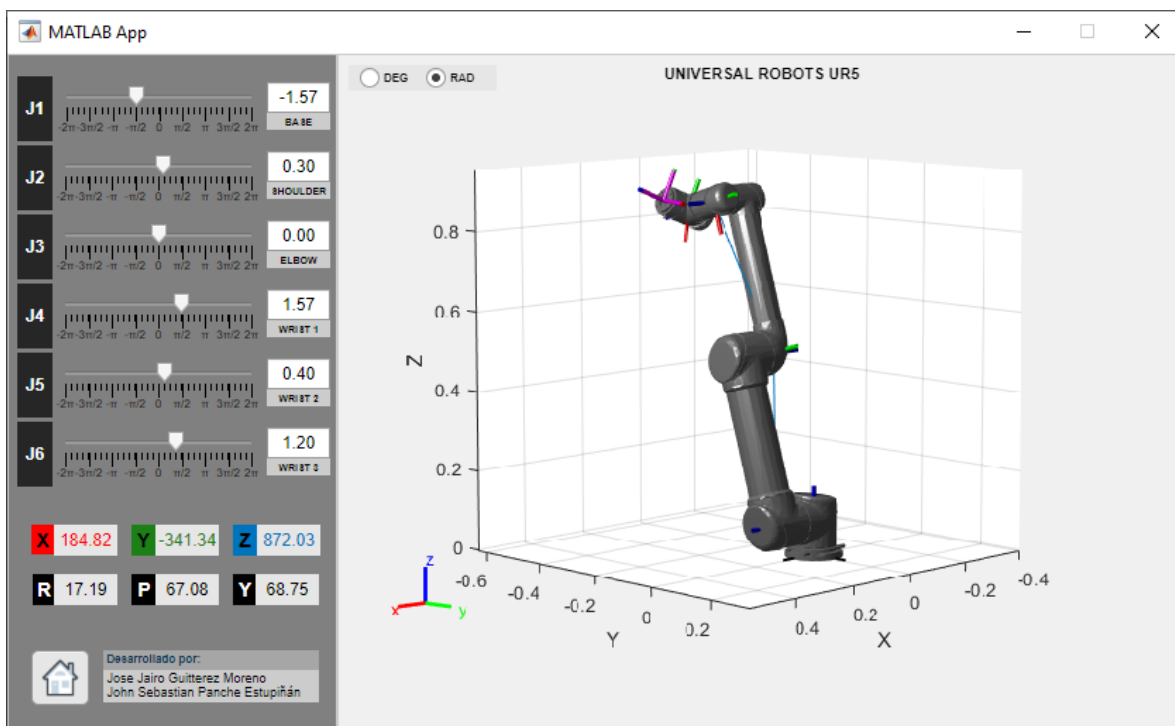 MATLAB App
J1
-1.57
-2π-3π/2 -π -π/2 0 π/2 π 3π/2 2π
BASE
J2
0.30
-2π-3π/2 -π -π/2 0 π/2 π 3π/2 2π
SHOULDER
J3
0.00
-2π-3π/2 -π -π/2 0 π/2 π 3π/2 2π
ELBOW
J4
1.57
-2π-3π/2 -π -π/2 0 π/2 π 3π/2 2π
WRIST 1
J5
0.40
-2π-3π/2 -π -π/2 0 π/2 π 3π/2 2π
WRIST 2
J6
1.20
-2π-3π/2 -π -π/2 0 π/2 π 3π/2 2π
WRIST 3
X 184.82 Y -341.34 Z 872.03
R 17.19 P 67.08 Y 68.75
Desarrollado por:
Jose Jairo Guitterez Moreno
John Sebastian Panche Estupiñán
DEG RAD
UNIVERSAL ROBOTS UR5
0.8
0.6
Z
0.4
0.2
0
-0.6 -0.4 -0.2 0 0.2
Y
0.4 0.2 0 -0.2 -0.4
X
z
x
y